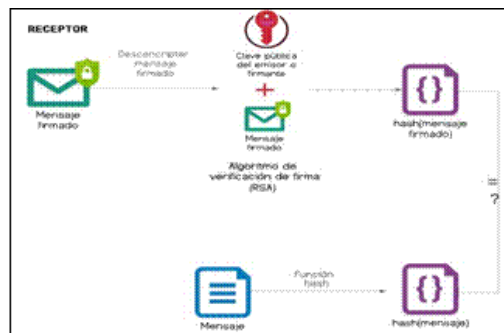 RECEPTOR
Desencriptar
mensaje
firmado
Clave pública
del emisor o
firmante
+
Mensaje
firmado
Mensaje
firmado
Algoritmo de
verificación de firma
(RSA)
{}
hash(mensaje
firmado)
=
?
Función
hash
Mensaje
{}
hash(mensaje)